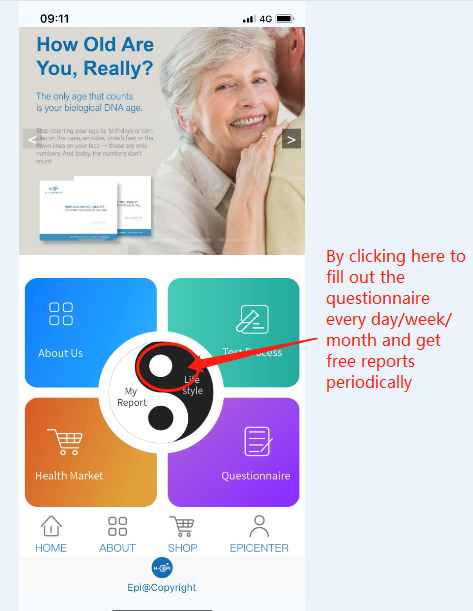 09:11
4G
How Old Are
You, Really?
The only age that counts
is your biological DNA age.
Stop counting your age by birthdays or can-
dles on the cake, wrinkles, crow's feet or the
frown lines on your face — those are only
numbers. And today, the numbers don't
count.
<
>
By clicking here to
fill out the
questionnaire
every day/week/
month and get
free reports
periodically
About Us
Test Process
My
Report
Life
style
Health Market
Questionnaire
HOME
ABOUT
SHOP
EPICENTER
Epi@Copyright